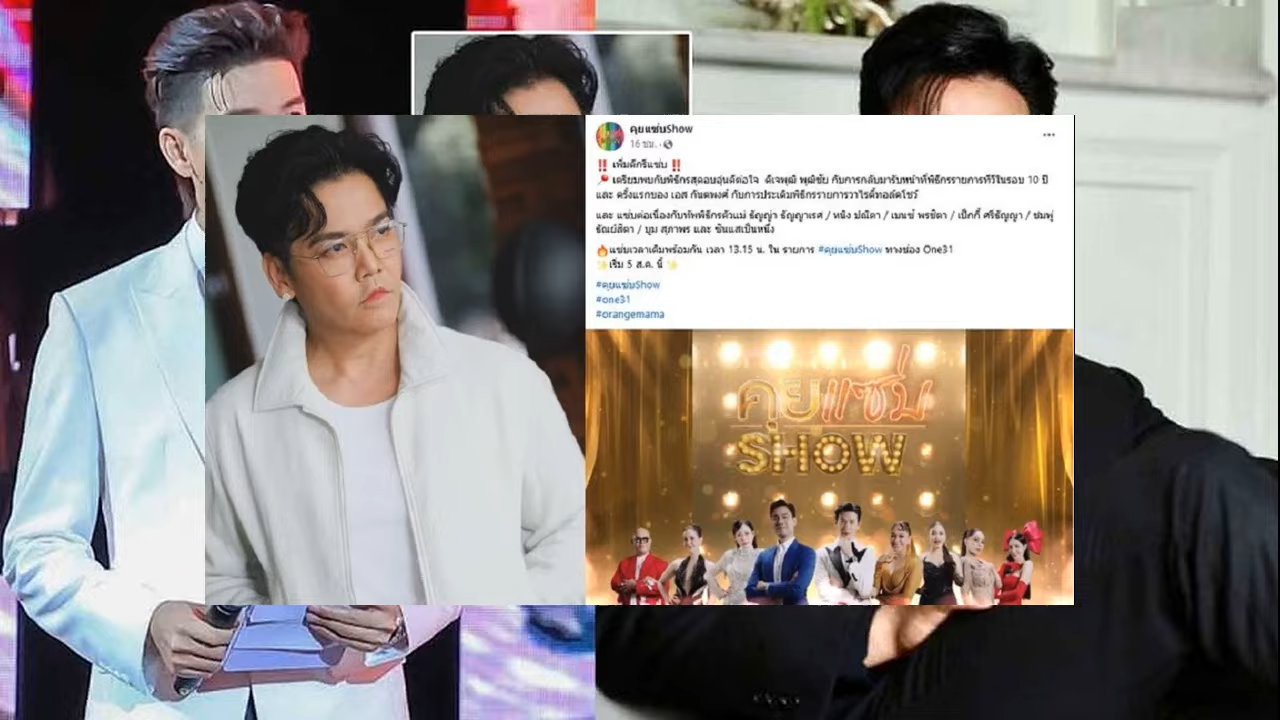 คุยแซ่บShow
16 ชม.
‼️ เพิ่มดีกรีแซ่บ ‼️
📍 เตรียมพบกับพิธีกรสุดอบอุ่นดีต่อใจ ดีเจพุฒิ พุฒิชัย กับการกลับมารับหน้าที่พิธีกรรายการทีวีในรอบ 10 ปี
และ ครั้งแรกของ เอส กันตพงศ์ กับการประเดิมพิธีกรรายการวาไรตี้ทอล์คโชว์
และ แซ่บต่อเนื่องกับทัพพิธีกรตัวแม่ ธัญญ่า ธัญญาเรศ / หนิง ปณิตา / เบนซ์ พรชิตา / เป็กกี้ ศรีธัญญา / ชมพู่
ธัณย์สิตา / บุ๋ม สุภาพร และ ซันแสเป็นหนึ่ง
🔥แซ่บเวลาเดิมพร้อมกัน เวลา 13.15 น. ใน รายการ #คุยแซ่บShow ทางช่อง One31
✨เริ่ม 5 ส.ค. นี้ ✨
#คุยแซ่บShow
#one31
#orangemama
คุยแซ่บ
SHOW